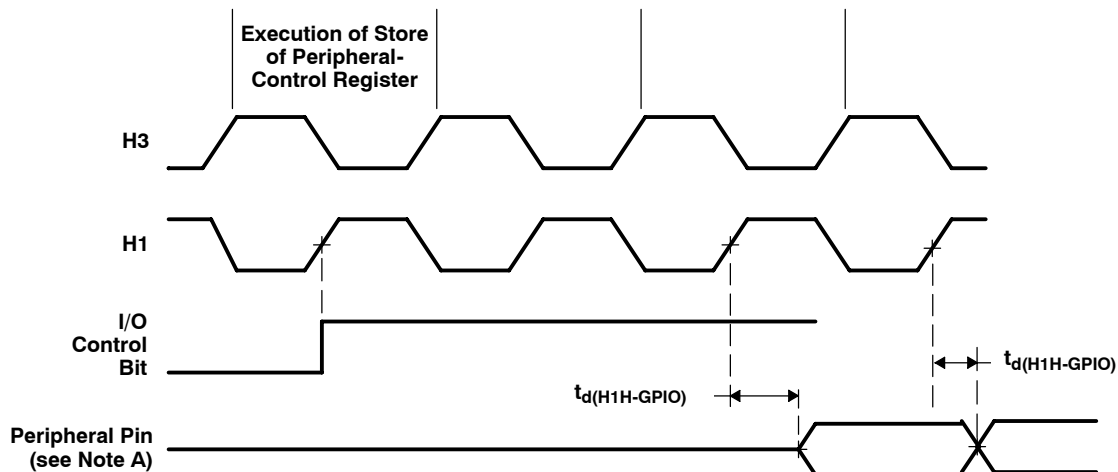 Execution of Store
of Peripheral-
Control Register
H3
H1
I/O
Control
Bit
td(H1H-GPIO)
td(H1H-GPIO)
Peripheral Pin
(see Note A)